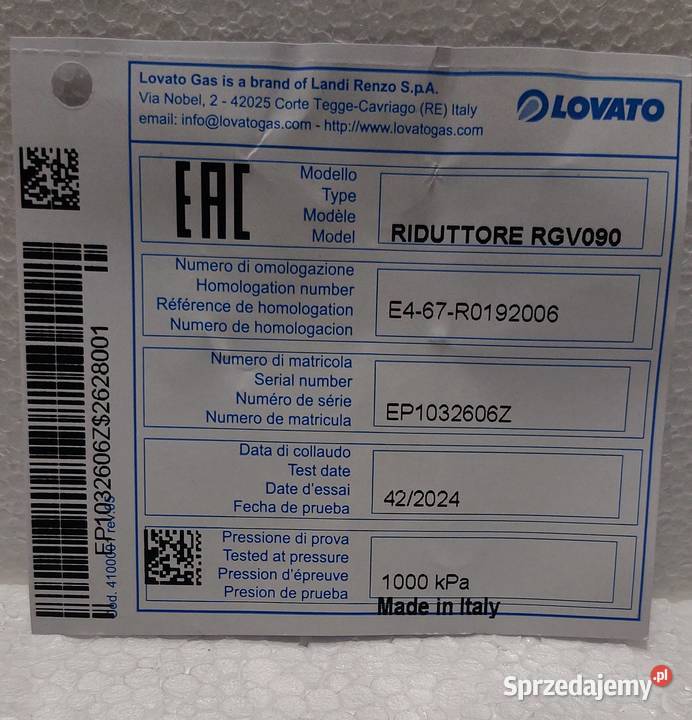 Lovato Gas is a brand of Landi Renzo S.p.A.
Via Nobel, 2 - 42025 Corte Tegge-Cavriago (RE) Italy
email: info@lovatogas.com - http://www.lovatogas.com
LOVATO
EAC
Modello
Type
Modèle
Model
RIDUTTORE RGV090
Numero di omologazione
Homologation number
Référence de homologation
Numero de homologacion
E4-67-R0192006
Numero di matricola
Serial number
Numéro de série
Numero de matricula
EP1032606Z
Data di collaudo
Test date
Date d'essai
Fecha de prueba
42/2024
Pressione di prova
Tested at pressure
Pression d'épreuve
Presion de prueba
1000 kPa
Made in Italy
EP1032606Z$2628001
Cod. 4100001 rev.05
Sprzedajemy.pl